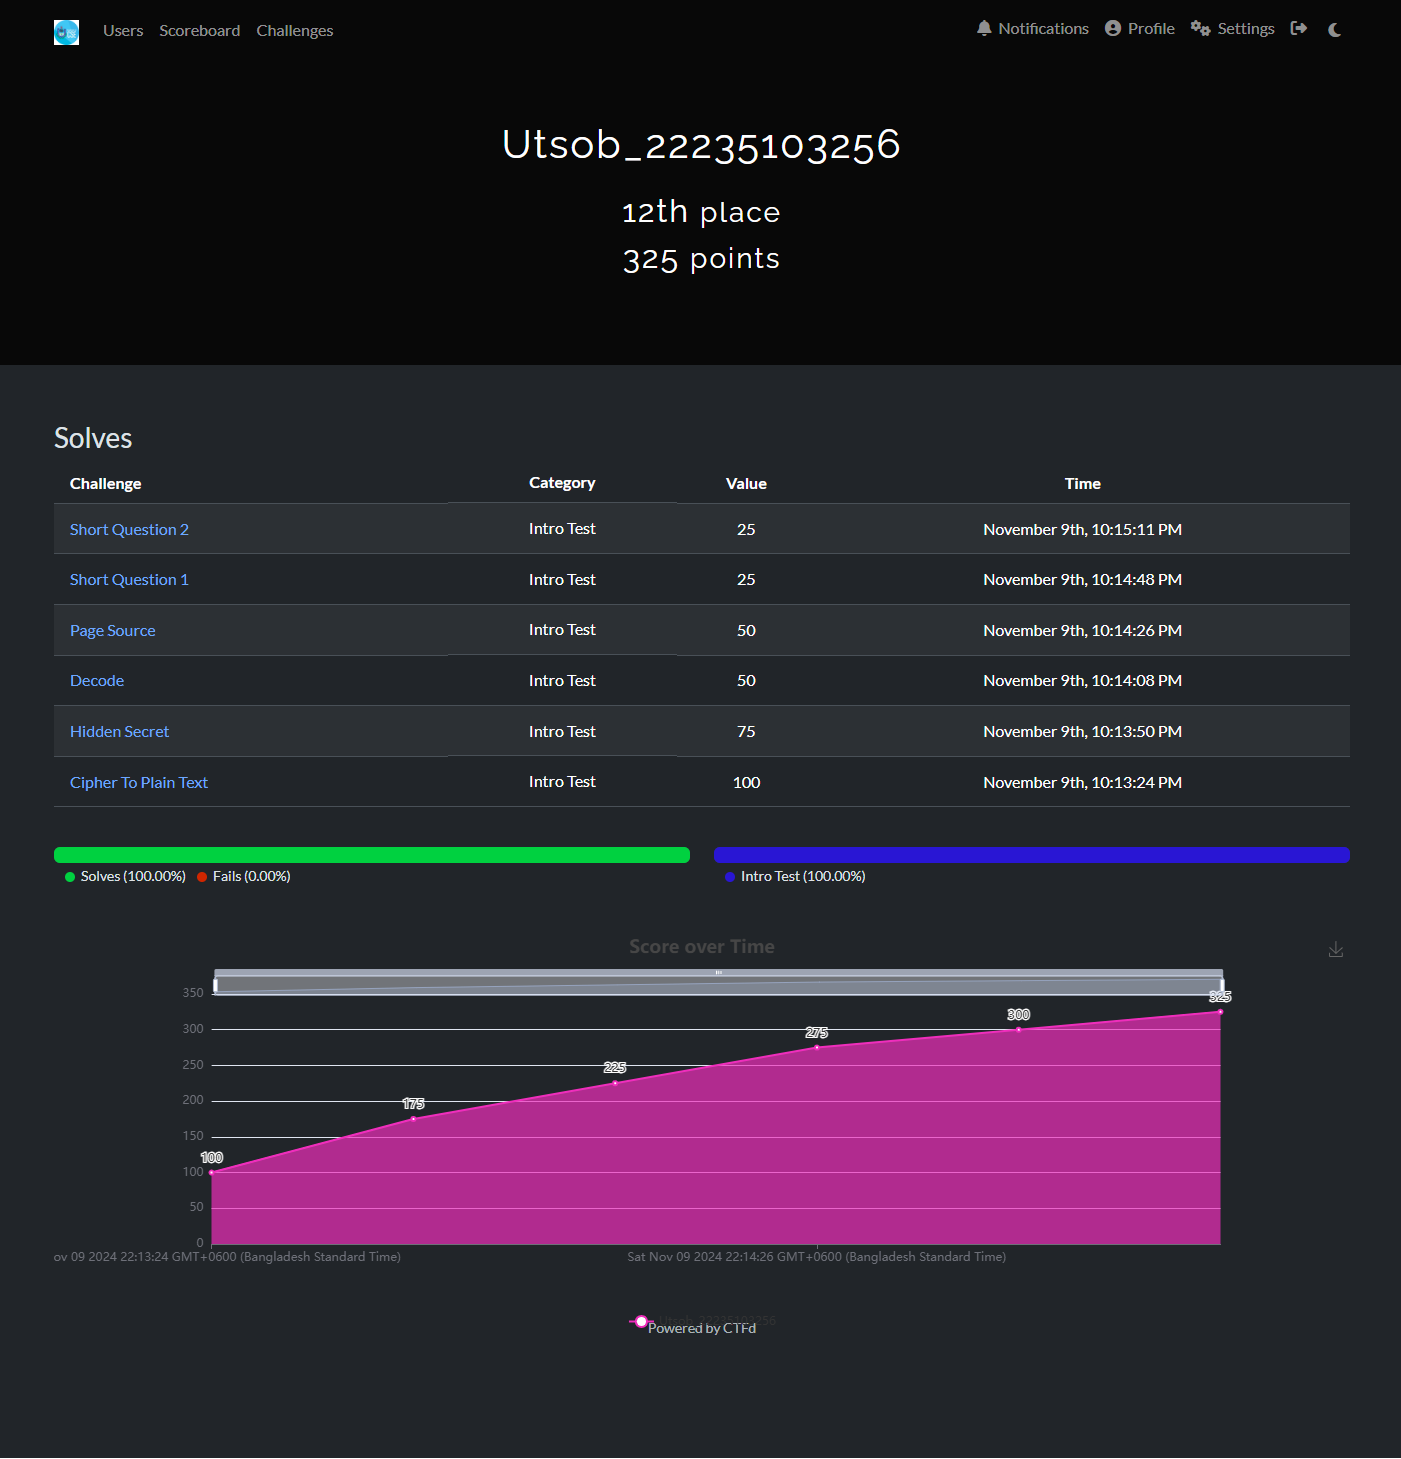 Users Scoreboard Challenges Notifications Profile Settings
Utsob_22235103256
12th place
325 points
Solves
Challenge Category Value Time
Short Question 2 Intro Test 25 November 9th, 10:15:11 PM
Short Question 1 Intro Test 25 November 9th, 10:14:48 PM
Page Source Intro Test 50 November 9th, 10:14:26 PM
Decode Intro Test 50 November 9th, 10:14:08 PM
Hidden Secret Intro Test 75 November 9th, 10:13:50 PM
Cipher To Plain Text Intro Test 100 November 9th, 10:13:24 PM
Solves (100.00%) Fails (0.00%) Intro Test (100.00%)
Score over Time
350
325
300 300
275
250
225
200
175
150
100
100
50
0
ov 09 2024 22:13:24 GMT+0600 (Bangladesh Standard Time) Sat Nov 09 2024 22:14:26 GMT+0600 (Bangladesh Standard Time)
Utsob_22235103256
Powered by CTFd